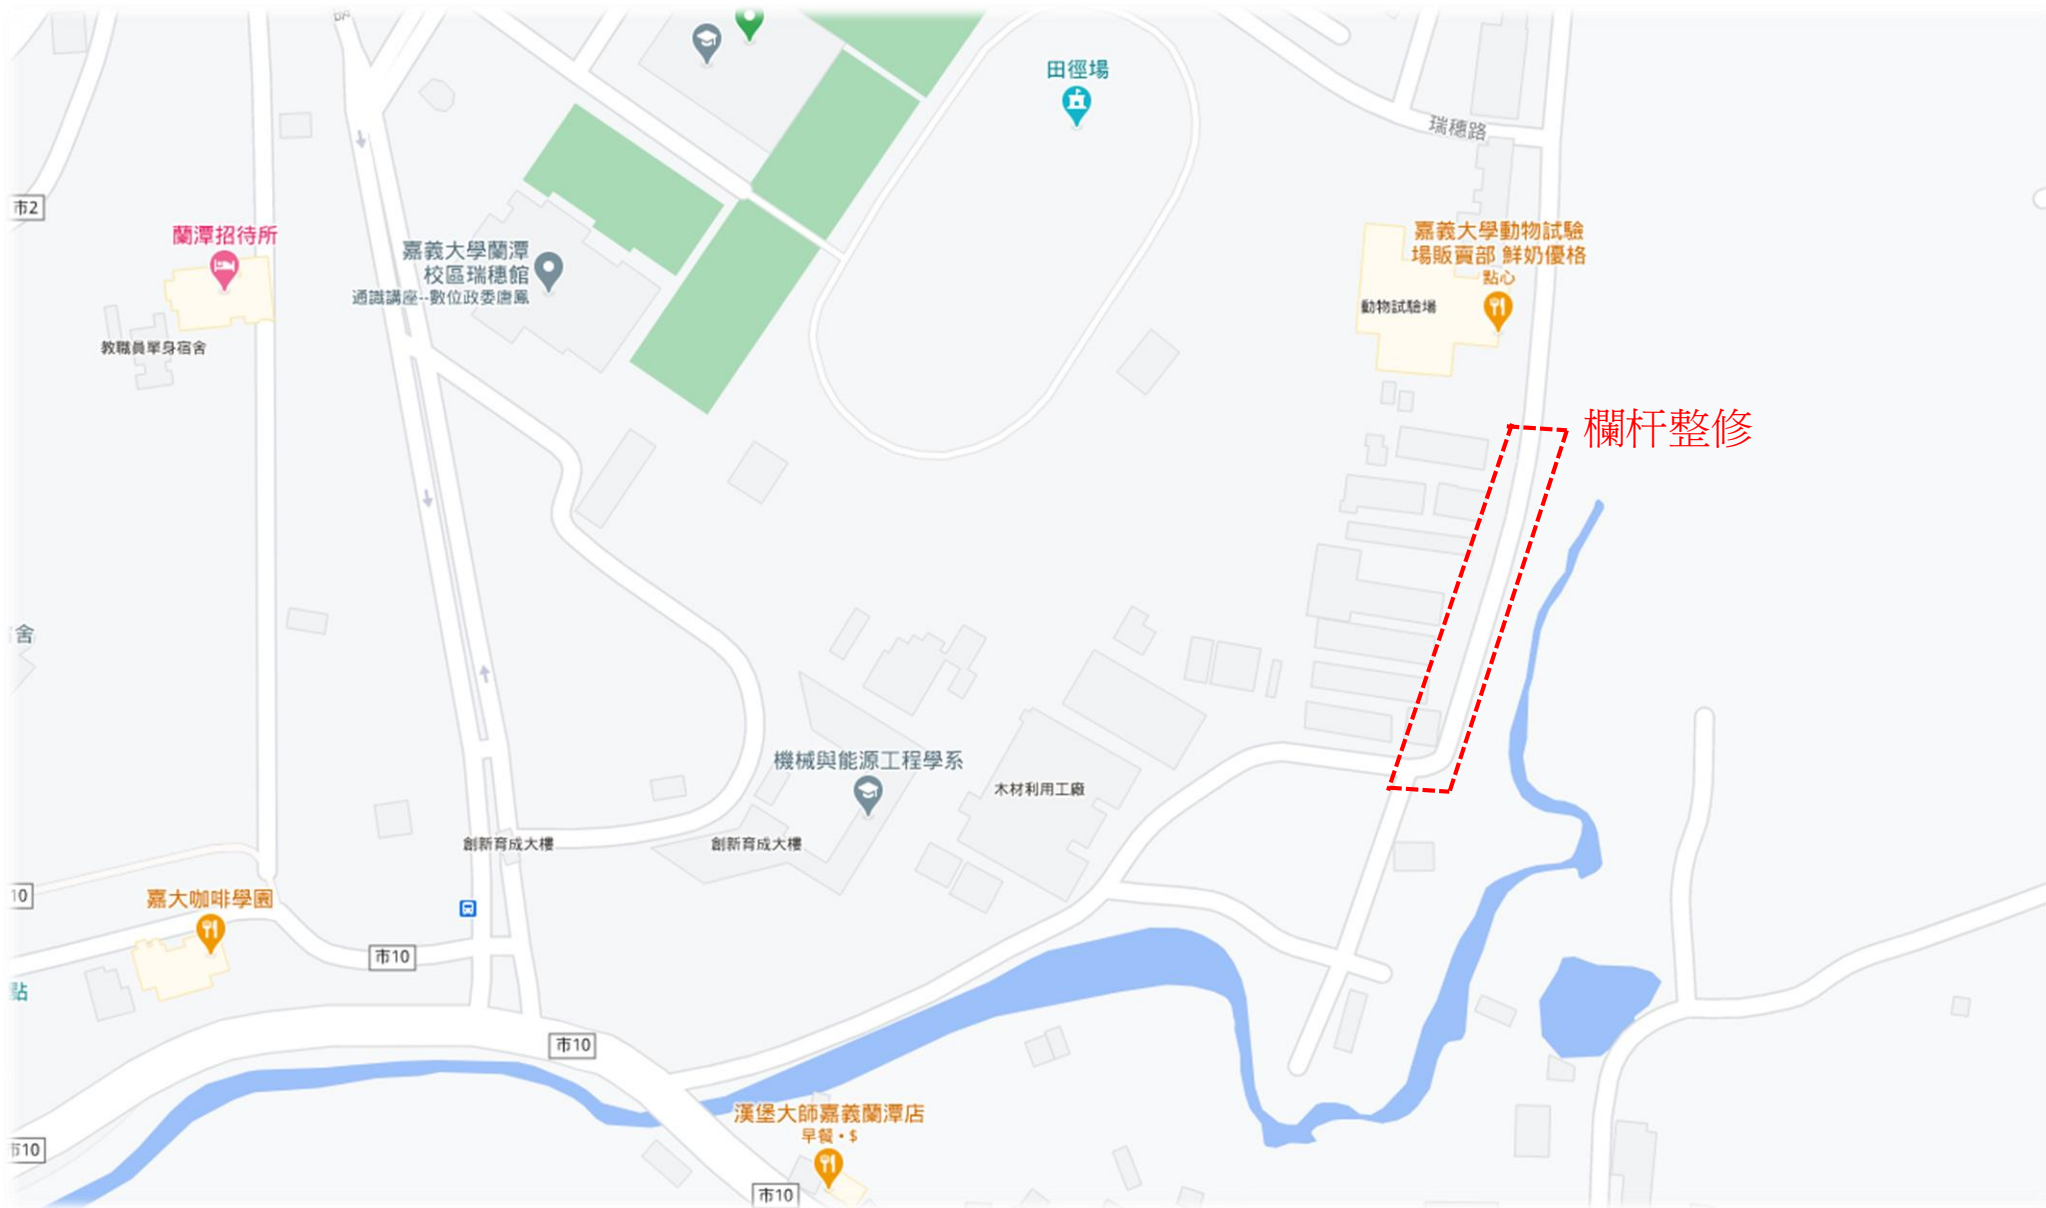 田徑場
瑞穗路
市2
蘭潭招待所
嘉義大學蘭潭
校區瑞穗館
通識講座--數位政委唐鳳
嘉義大學動物試驗
場販賣部 鮮奶優格
點心
動物試驗場
教職員單身宿舍
欄杆整修
舍
機械與能源工程學系
木材利用工廠
創新育成大樓
創新育成大樓
10
嘉大咖啡學園
市10
點
市10
漢堡大師嘉義蘭潭店
早餐・$
市10
市10